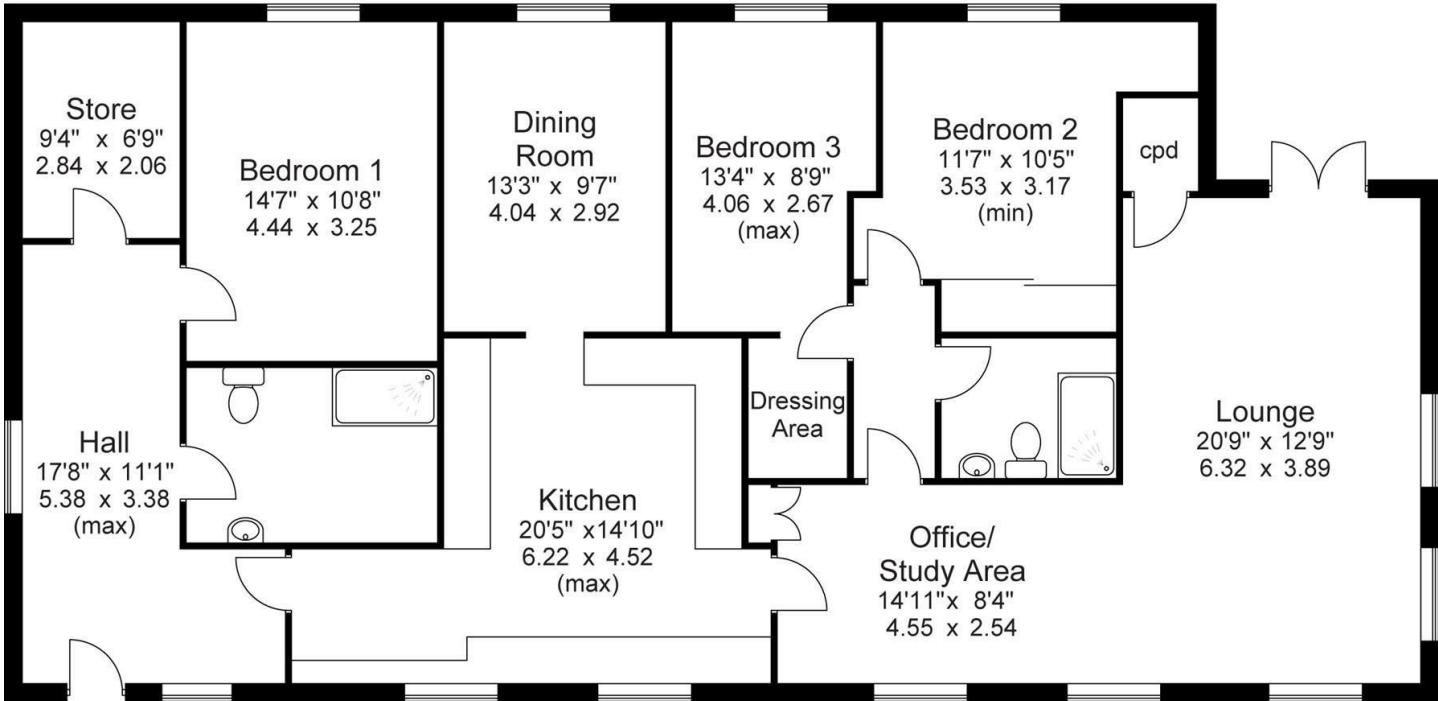 Store
9'4" x 6'9"
2.84 x 2.06
Bedroom 1
14'7" x 10'8"
4.44 x 3.25
Dining
Room
13'3" x 9'7"
4.04 x 2.92
Bedroom 3
13'4" x 8'9"
4.06 x 2.67
(max)
Bedroom 2
11'7" x 10'5"
3.53 x 3.17
(min)
cpd
Hall
17'8" x 11'1"
5.38 x 3.38
(max)
Kitchen
20'5" x14'10"
6.22 x 4.52
(max)
Dressing
Area
Office/
Study Area
14'11"x 8'4"
4.55 x 2.54
Lounge
20'9" x 12'9"
6.32 x 3.89